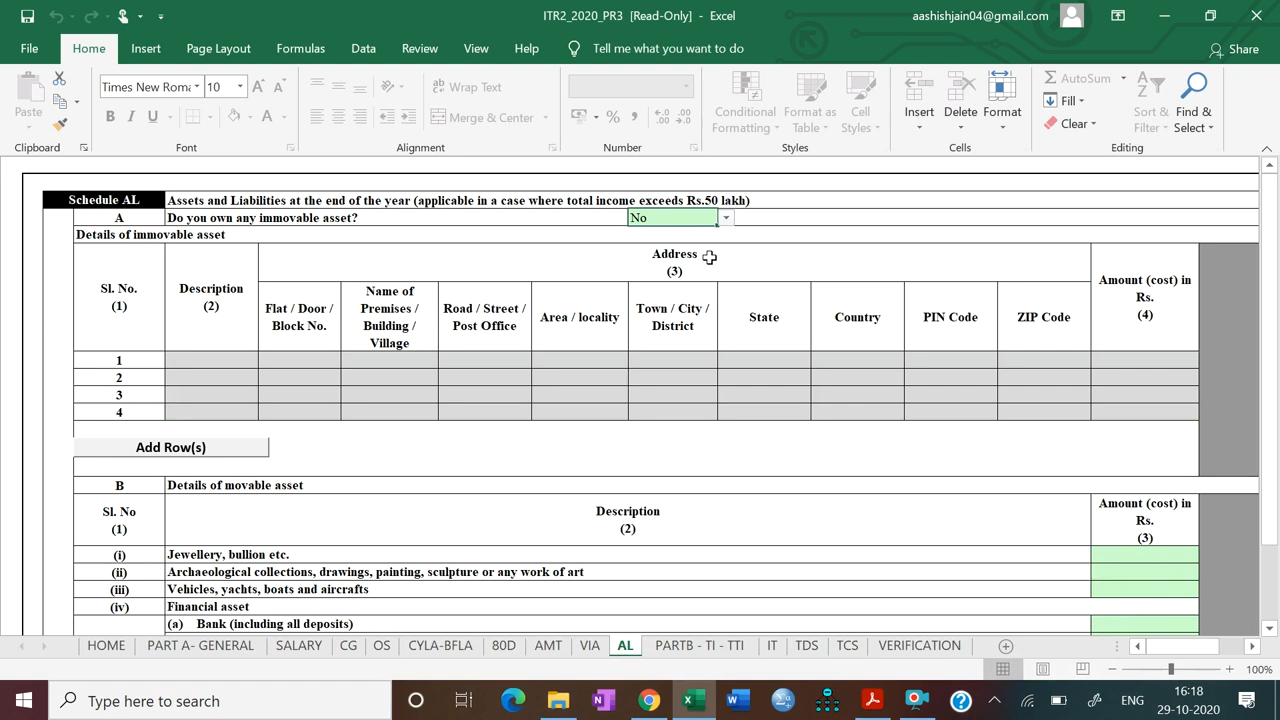 ITR2_2020_PR3 [Read-Only] - Excel
aashishjain04@gmail.com
File Home Insert Page Layout Formulas Data Review View Help Tell me what you want to do Share
Paste
Times New Roma 10
B I U
Wrap Text
Merge & Center
Conditional Formatting
Format as Table
Cell Styles
Insert Delete Format
AutoSum
Fill
Clear
Sort & Filter
Find & Select
Clipboard Font Alignment Number Styles Cells Editing
Schedule AL Assets and Liabilities at the end of the year (applicable in a case where total income exceeds Rs.50 lakh)
A Do you own any immovable asset? No
Details of immovable asset
Sl. No.
(1)
Description
(2)
Address
(3)
Amount (cost) in
Rs.
(4)
Flat / Door /
Block No.
Name of
Premises /
Building /
Village
Road / Street /
Post Office
Area / locality
Town / City /
District
State
Country
PIN Code
ZIP Code
1
2
3
4
Add Row(s)
B Details of movable asset
Sl. No
(1)
Description
(2)
Amount (cost) in
Rs.
(3)
(i) Jewellery, bullion etc.
(ii) Archaeological collections, drawings, painting, sculpture or any work of art
(iii) Vehicles, yachts, boats and aircrafts
(iv) Financial asset
(a) Bank (including all deposits)
HOME PART A- GENERAL SALARY CG OS CYLA-BFLA 80D AMT VIA AL PARTB - TI - TTI IT TDS TCS VERIFICATION
100%
Type here to search
ENG
16:18
29-10-2020